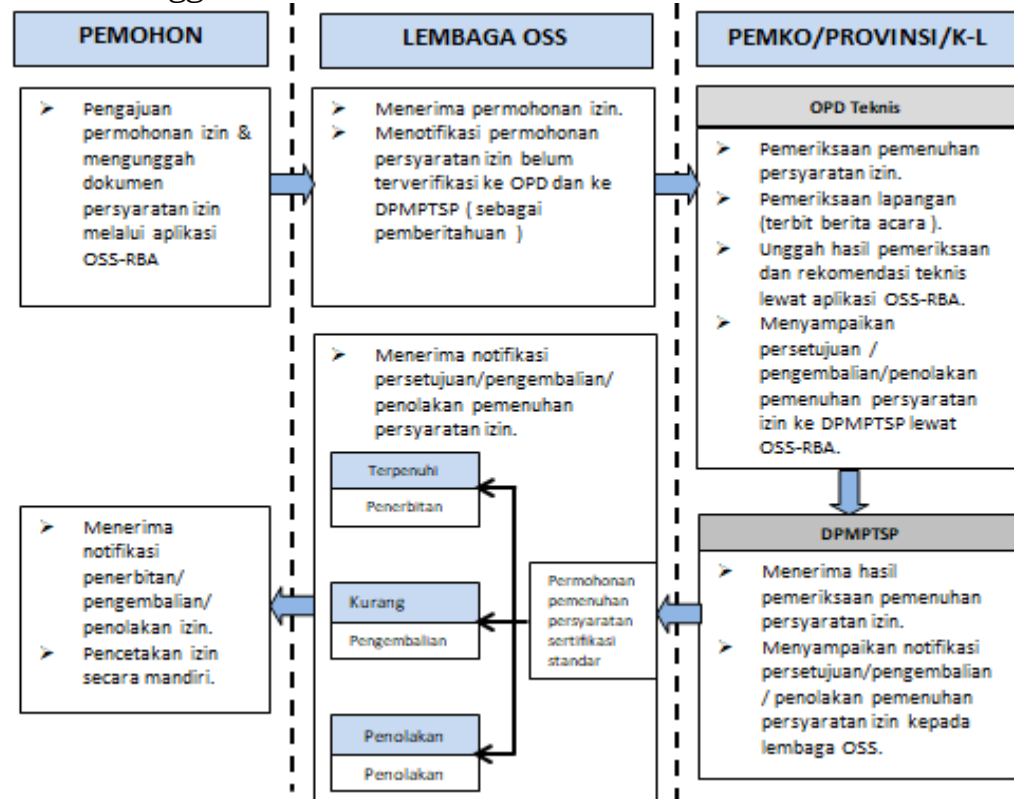 PEMOHON
LEMBAGA OSS
PEMKO/PROVINSI/K-L
➢ Pengajuan
permohonan izin &
mengunggah
dokumen
persyaratan izin
melalui aplikasi
OSS-RBA
➢ Menerima permohonan izin.
➢ Menotifikasi permohonan
persyaratan izin belum
terverifikasi ke OPD dan ke
DPMPTSP ( sebagai
pemberitahuan )
OPD Teknis
➢ Pemeriksaan pemenuhan
persyaratan izin.
➢ Pemeriksaan lapangan
(terbit berita acara ).
➢ Unggah hasil pemeriksaan
dan rekomendasi teknis
lewat aplikasi OSS-RBA.
➢ Menyampaikan
persetujuan /
pengembalian/penolakan
pemenuhan persyaratan
izin ke DPMPTSP lewat
OSS-RBA.
DPMPTSP
➢ Menerima hasil
pemeriksaan pemenuhan
persyaratan izin.
➢ Menyampaikan notifikasi
persetujuan/pengembalian
/ penolakan pemenuhan
persyaratan izin kepada
lembaga OSS.
➢ Menerima notifikasi
persetujuan/pengembalian/
penolakan pemenuhan
persyaratan izin.
Terpenuhi
Penerbitan
Kurang
Pengembalian
Penolakan
Penolakan
Permohonan
pemenuhan
persyaratan
sertifikasi
standar
➢ Menerima
notifikasi
penerbitan/
pengembalian/
penolakan izin.
➢ Pencetakan izin
secara mandiri.